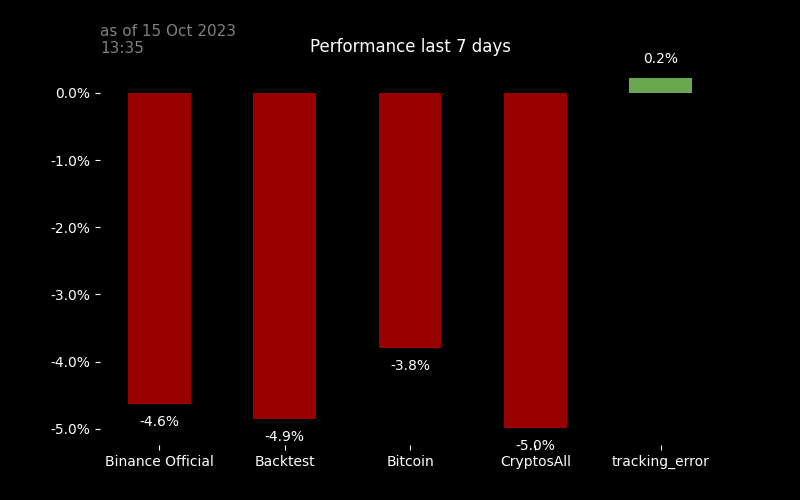 as of 15 Oct 2023
13:35
Performance last 7 days
0.2%
0.0%
-1.0%
-2.0%
-3.0%
-4.0%
-5.0%
-4.6%
-4.9%
-3.8%
-5.0%
Binance Official
Backtest
Bitcoin
CryptosAll
tracking_error